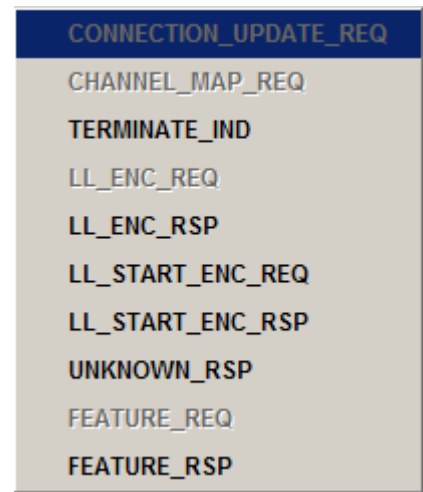 CONNECTION_UPDATE_REQ
CHANNEL_MAP_REQ
TERMINATE_IND
LL_ENC_REQ
LL_ENC_RSP
LL_START_ENC_REQ
LL_START_ENC_RSP
UNKNOWN_RSP
FEATURE_REQ
FEATURE_RSP